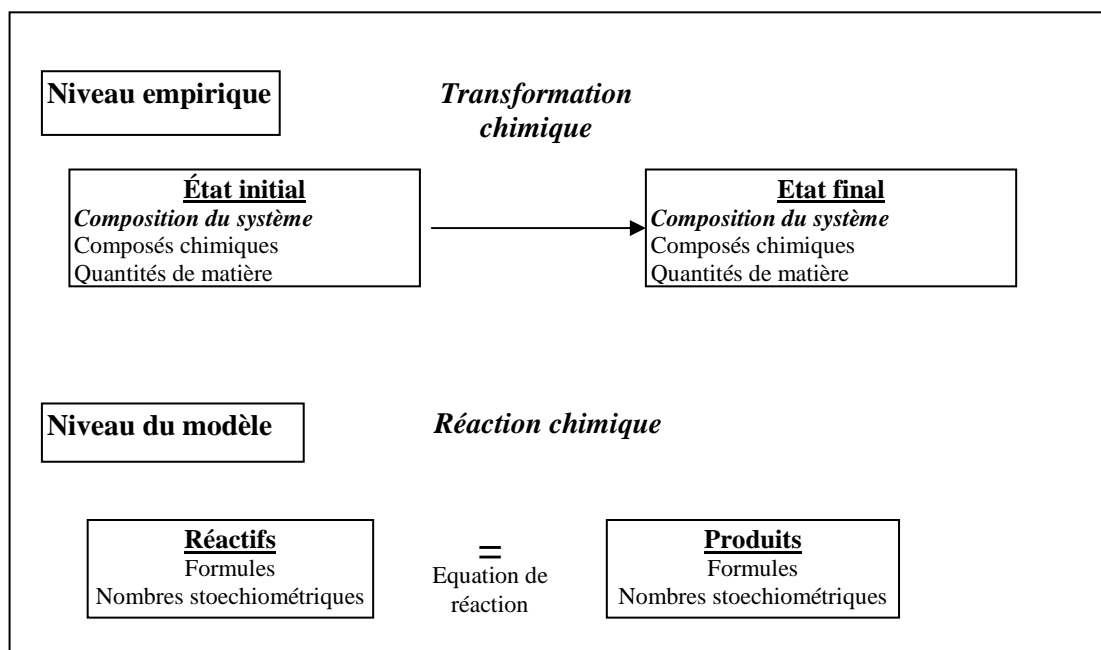 Niveau empirique
Transformation
chimique
État initial
Composition du système
Composés chimiques
Quantités de matière
Etat final
Composition du système
Composés chimiques
Quantités de matière
Niveau du modèle
Réaction chimique
Réactifs
Formules
Nombres stoechiométriques
=
Equation de
réaction
Produits
Formules
Nombres stoechiométriques